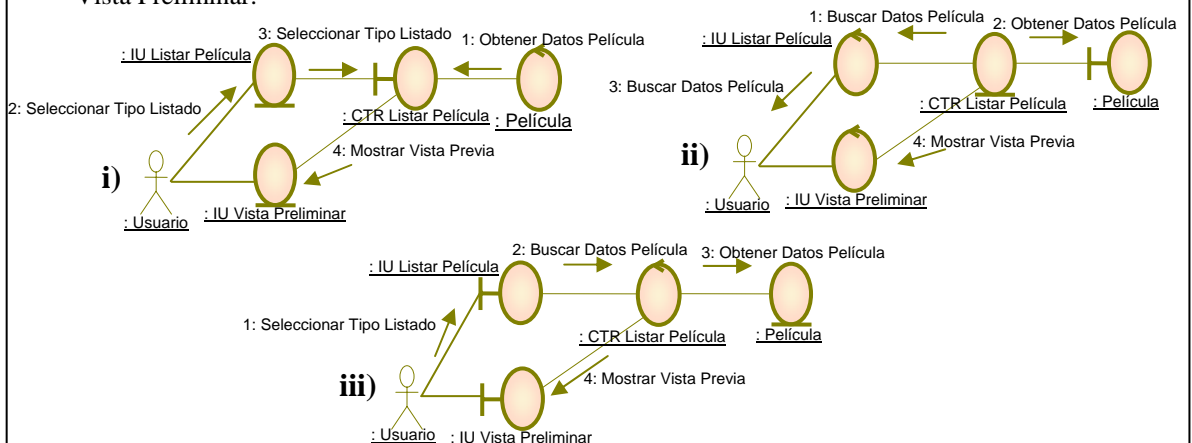 Vista Preliminar.
3: Seleccionar Tipo Listado
1: Obtener Datos Película
: IU Listar Película
2: Seleccionar Tipo Listado
: CTR Listar Película
: Película
4: Mostrar Vista Previa
i)
: Usuario
: IU Vista Preliminar
1: Buscar Datos Película
2: Obtener Datos Película
: IU Listar Película
3: Buscar Datos Película
: CTR Listar Película
: Película
4: Mostrar Vista Previa
ii)
: Usuario
: IU Vista Preliminar
2: Buscar Datos Película
3: Obtener Datos Película
: IU Listar Película
1: Seleccionar Tipo Listado
: CTR Listar Película
: Película
4: Mostrar Vista Previa
iii)
: Usuario
: IU Vista Preliminar